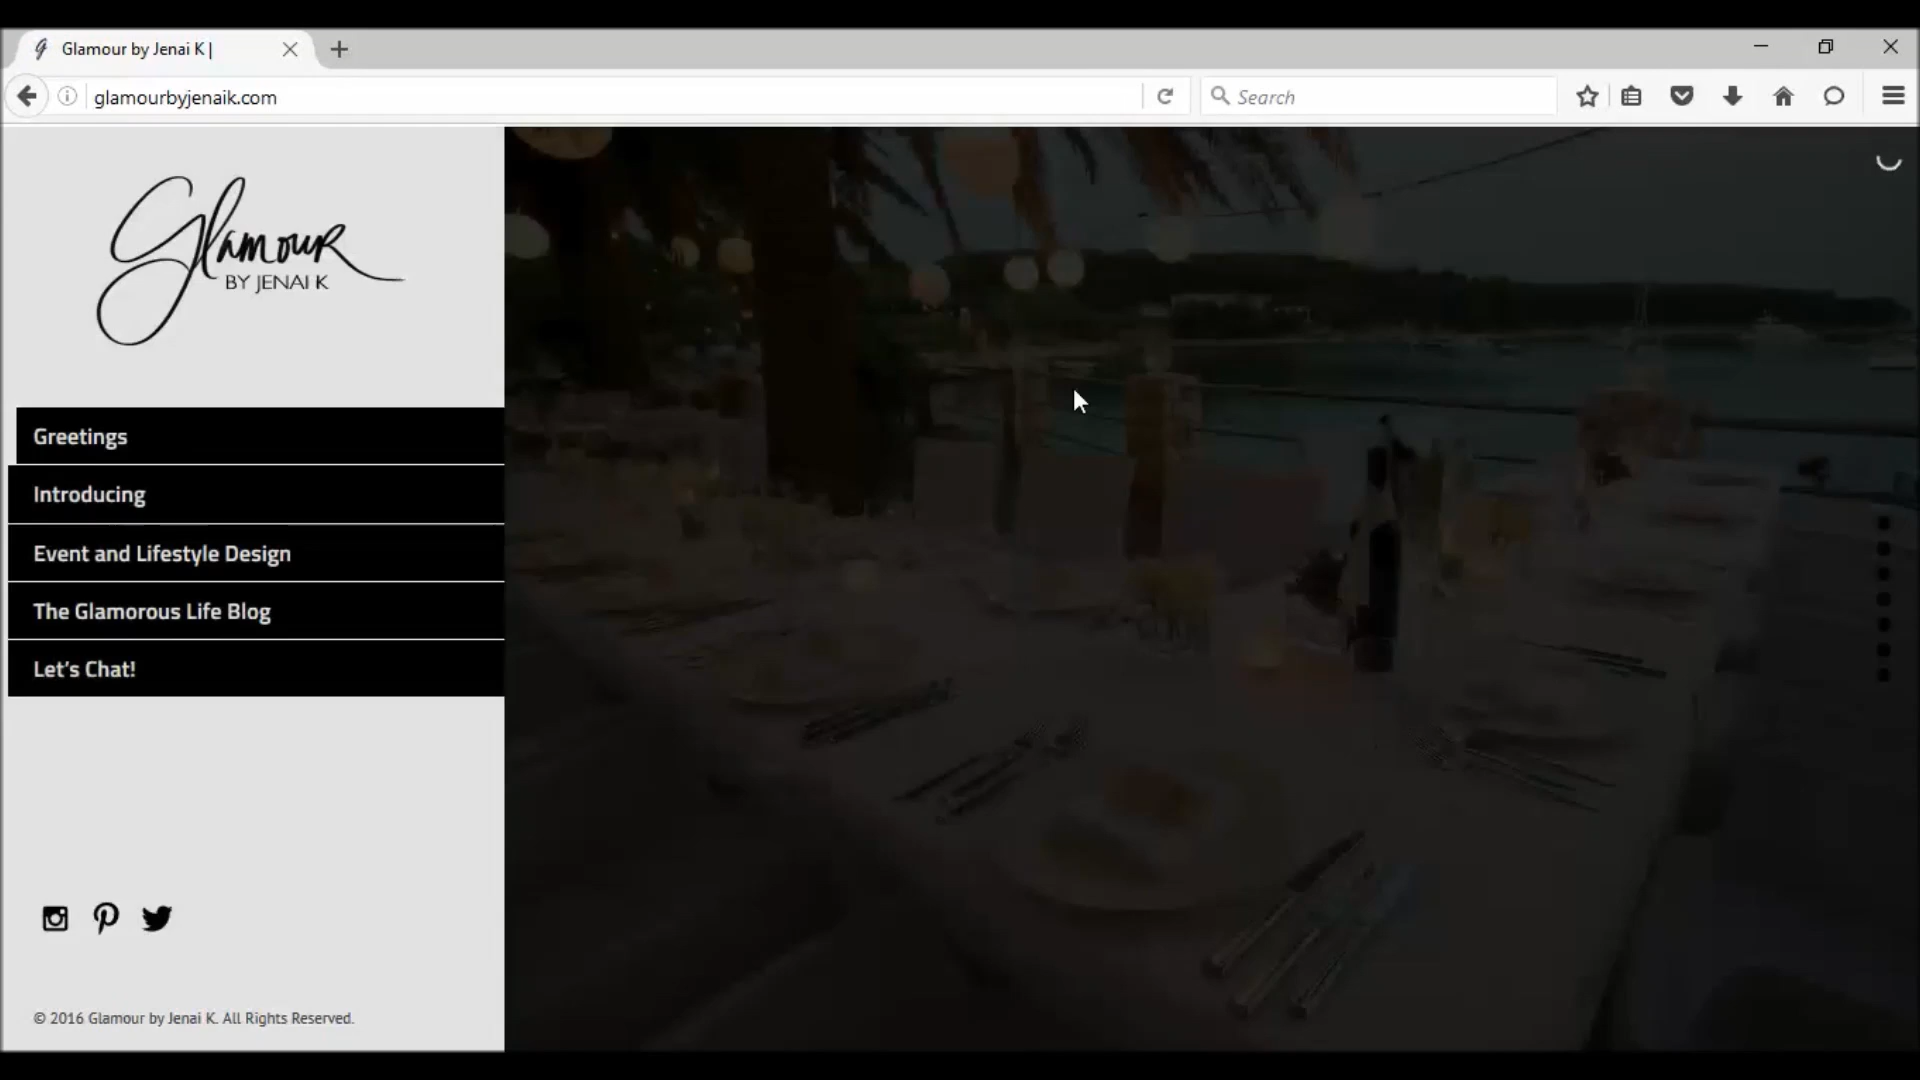 Glamour by Jenai K |
glamourbyjenaik.com
Search
Glamour
BY JENAI K
Greetings
Introducing
Event and Lifestyle Design
The Glamorous Life Blog
Let's Chat!
© 2016 Glamour by Jenai K. All Rights Reserved.